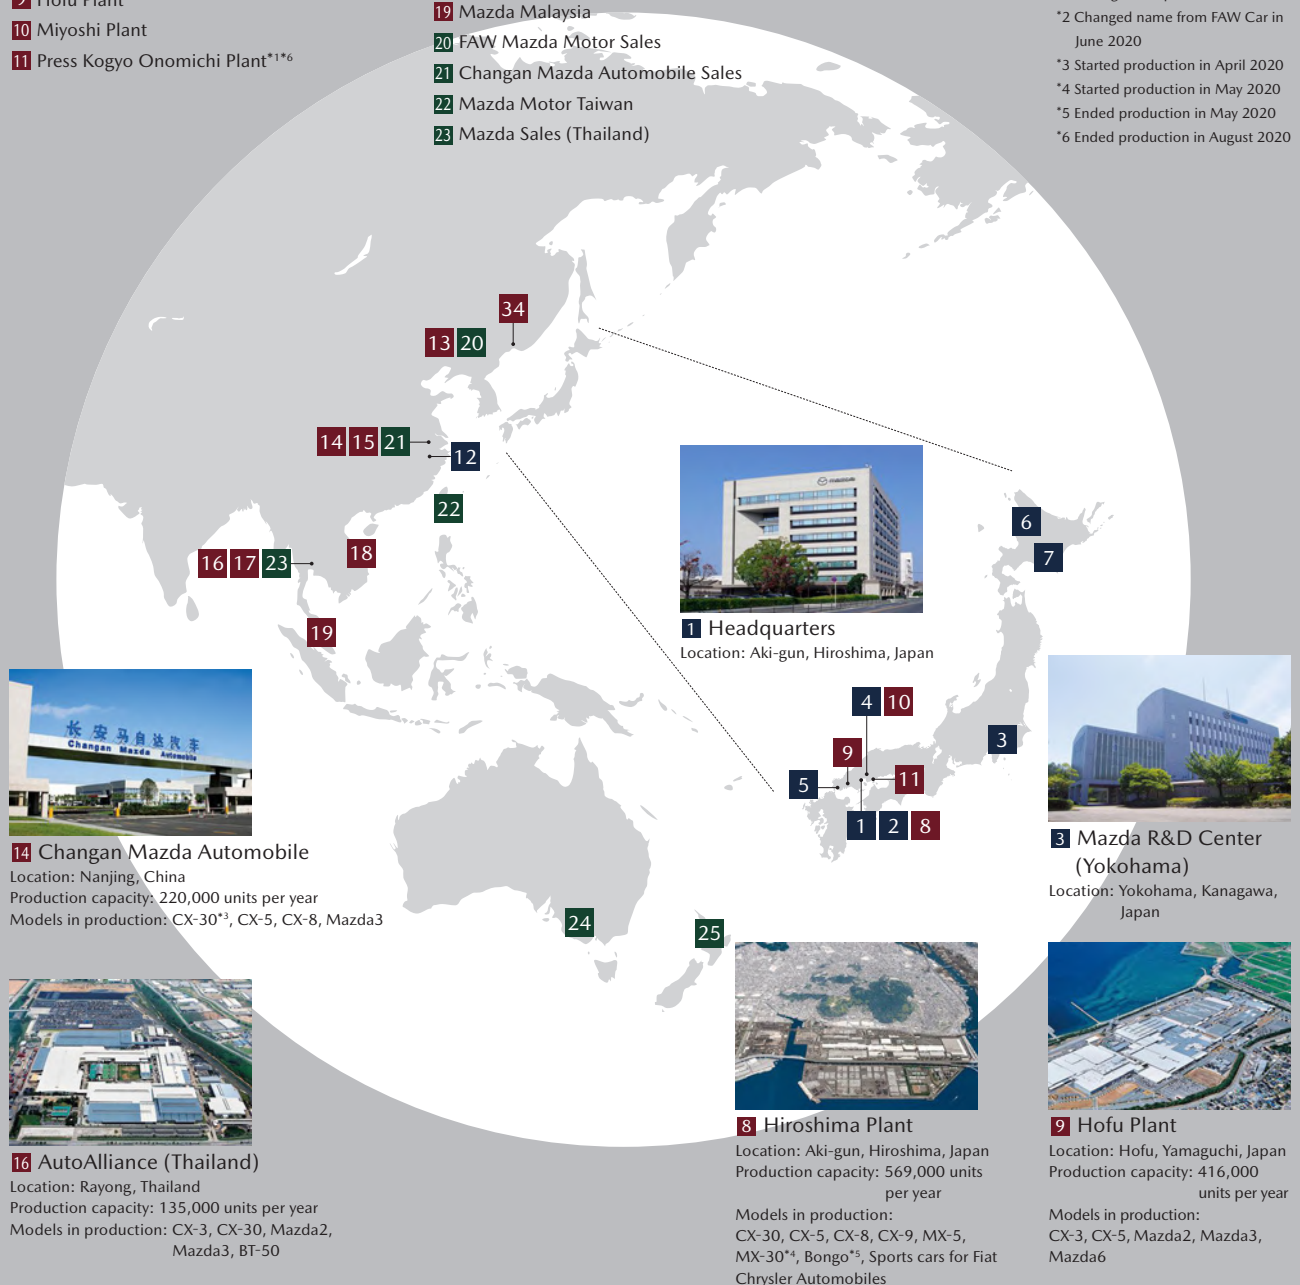 9 Hofu Plant
10 Miyoshi Plant
11 Press Kogyo Onomichi Plant*1*6
19 Mazda Malaysia
20 FAW Mazda Motor Sales
21 Changan Mazda Automobile Sales
22 Mazda Motor Taiwan
23 Mazda Sales (Thailand)
*2 Changed name from FAW Car in
June 2020
*3 Started production in April 2020
*4 Started production in May 2020
*5 Ended production in May 2020
*6 Ended production in August 2020
34
13 20
14 15 21
12
22
16 17 23
18
19
24
25
6
7
mazda
1 Headquarters
Location: Aki-gun, Hiroshima, Japan
4 10
3
9
11
5
1 2 8
长安马自达汽车
Changan Mazda Automobile
14 Changan Mazda Automobile
Location: Nanjing, China
Production capacity: 220,000 units per year
Models in production: CX-30*3, CX-5, CX-8, Mazda3
3 Mazda R&D Center
(Yokohama)
Location: Yokohama, Kanagawa,
Japan
16 AutoAlliance (Thailand)
Location: Rayong, Thailand
Production capacity: 135,000 units per year
Models in production: CX-3, CX-30, Mazda2,
Mazda3, BT-50
8 Hiroshima Plant
Location: Aki-gun, Hiroshima, Japan
Production capacity: 569,000 units
per year
Models in production:
CX-30, CX-5, CX-8, CX-9, MX-5,
MX-30*4, Bongo*5, Sports cars for Fiat
Chrysler Automobiles
9 Hofu Plant
Location: Hofu, Yamaguchi, Japan
Production capacity: 416,000
units per year
Models in production:
CX-3, CX-5, Mazda2, Mazda3,
Mazda6